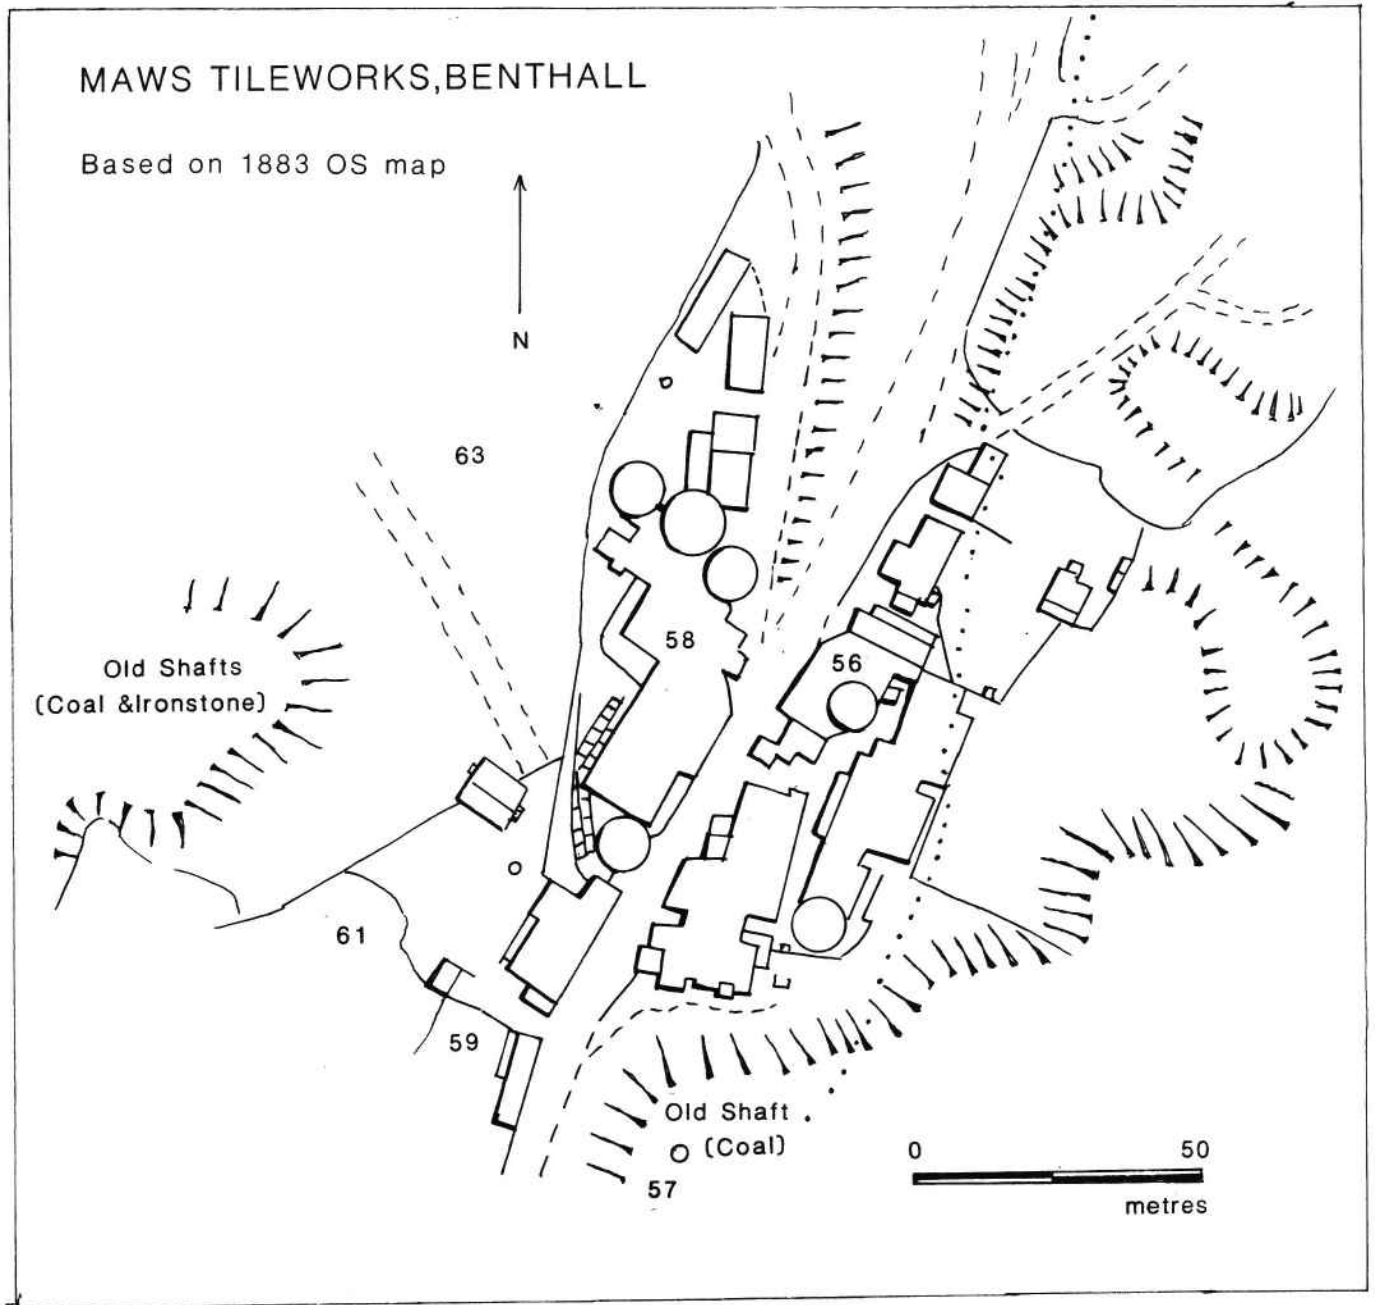 MAWS TILEWORKS,BENTHALL
Based on 1883 OS map
N
63
58
56
Old Shafts
(Coal &Ironstone)
61
59
Old Shaft
(Coal)
57
0 50
metres